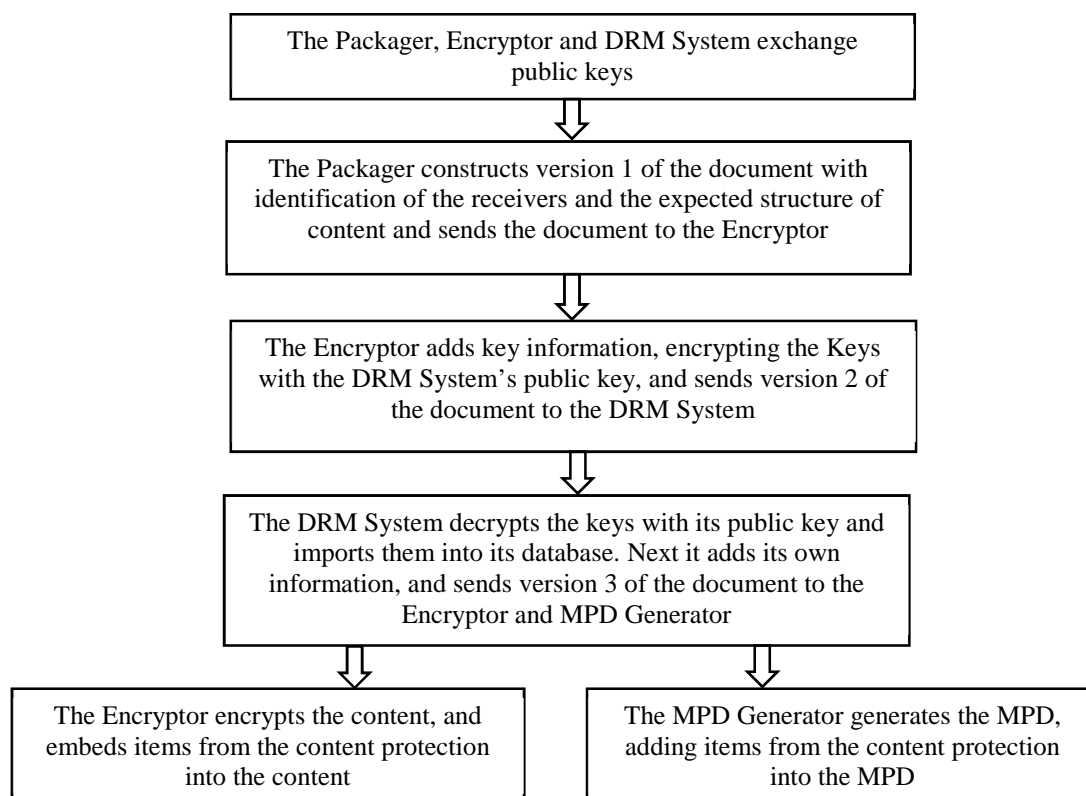 The Packager, Encryptor and DRM System exchange
public keys
The Packager constructs version 1 of the document with
identification of the receivers and the expected structure of
content and sends the document to the Encryptor
The Encryptor adds key information, encrypting the Keys
with the DRM System’s public key, and sends version 2 of
the document to the DRM System
The DRM System decrypts the keys with its public key and
imports them into its database. Next it adds its own
information, and sends version 3 of the document to the
Encryptor and MPD Generator
The Encryptor encrypts the content, and
embeds items from the content protection
into the content
The MPD Generator generates the MPD,
adding items from the content protection
into the MPD